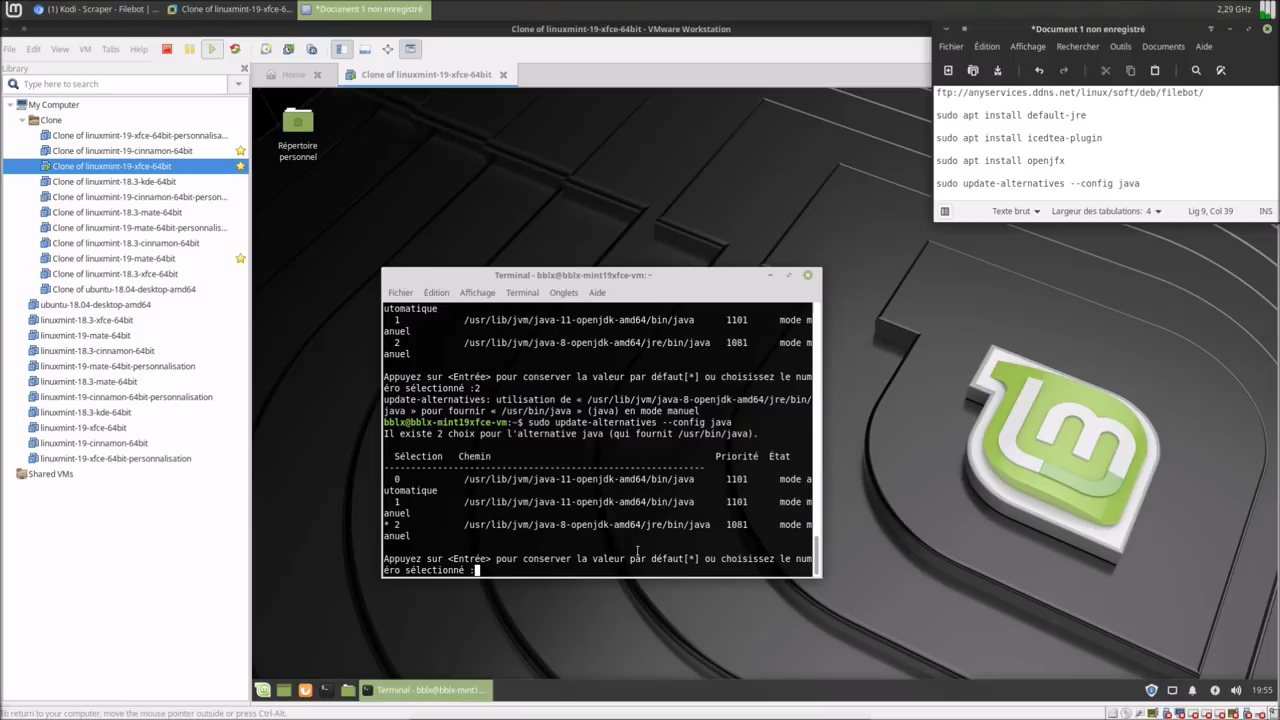 Kodi - Scraper - Filebot | ...
Clone of linuxmint-19-xfce-6...
*Document 1 non enregistré
2,29 GHz
Clone of linuxmint-19-xfce-64bit - VMware Workstation
File Edit View VM Tabs Help
Library
Type here to search
Home
Clone of linuxmint-19-xfce-64bit
My Computer
Clone
Clone of linuxmint-19-xfce-64bit-personnalisa...
Clone of linuxmint-19-cinnamon-64bit
Clone of linuxmint-19-xfce-64bit
Clone of linuxmint-18.3-kde-64bit
Clone of linuxmint-19-cinnamon-64bit-person...
Clone of linuxmint-18.3-mate-64bit
Clone of linuxmint-19-mate-64bit-personnalis...
Clone of linuxmint-18.3-cinnamon-64bit
Clone of linuxmint-19-mate-64bit
Clone of linuxmint-18.3-xfce-64bit
Clone of ubuntu-18.04-desktop-amd64
ubuntu-18.04-desktop-amd64
linuxmint-18.3-xfce-64bit
linuxmint-19-mate-64bit
linuxmint-18.3-cinnamon-64bit
linuxmint-19-mate-64bit-personnalisation
linuxmint-18.3-mate-64bit
linuxmint-19-cinnamon-64bit-personnalisation
linuxmint-18.3-kde-64bit
linuxmint-19-xfce-64bit
linuxmint-19-cinnamon-64bit
linuxmint-19-xfce-64bit-personnalisation
Shared VMs
Répertoire
personnel
*Document 1 non enregistré
Fichier Édition Affichage Rechercher Outils Documents Aide
ftp://anyservices.ddns.net/linux/soft/deb/filebot/
sudo apt install default-jre
sudo apt install icedtea-plugin
sudo apt install openjfx
sudo update-alternatives --config java
Texte brut Largeur des tabulations: 4 Lig 9, Col 39 INS
Terminal - bblx@bblx-mint19xfce-vm: ~
Fichier Édition Affichage Terminal Onglets Aide
utomatique
1 /usr/lib/jvm/java-11-openjdk-amd64/bin/java 1101 mode m
anuel
2 /usr/lib/jvm/java-8-openjdk-amd64/jre/bin/java 1081 mode m
anuel
Appuyez sur <Entrée> pour conserver la valeur par défaut[*] ou choisissez le num
éro sélectionné :2
update-alternatives: utilisation de « /usr/lib/jvm/java-8-openjdk-amd64/jre/bin/
java » pour fournir « /usr/bin/java » (java) en mode manuel
bblx@bblx-mint19xfce-vm:~$ sudo update-alternatives --config java
Il existe 2 choix pour l'alternative java (qui fournit /usr/bin/java).
Sélection Chemin Priorité État
------------------------------------------------------------
0 /usr/lib/jvm/java-11-openjdk-amd64/bin/java 1101 mode a
utomatique
1 /usr/lib/jvm/java-11-openjdk-amd64/bin/java 1101 mode m
anuel
* 2 /usr/lib/jvm/java-8-openjdk-amd64/jre/bin/java 1081 mode m
anuel
Appuyez sur <Entrée> pour conserver la valeur par défaut[*] ou choisissez le num
éro sélectionné :
Terminal - bblx@bblx-mint1...
19:55
To return to your computer, move the mouse pointer outside or press Ctrl-Alt.